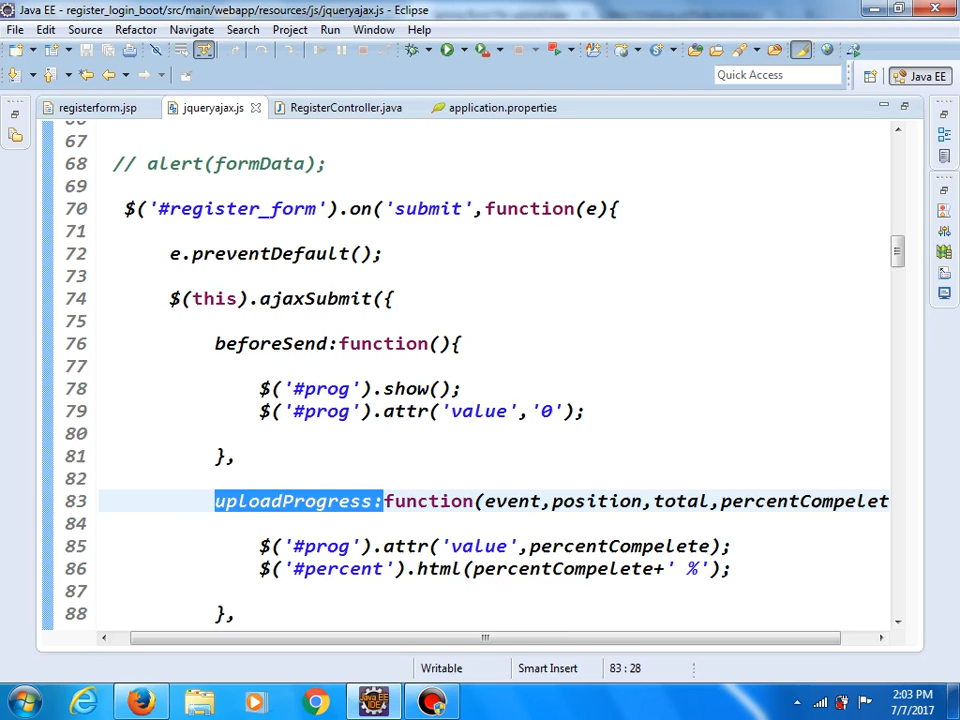 Java EE - register_login_boot/src/main/webapp/resources/js/jqueryajax.js - Eclipse
File Edit Source Refactor Navigate Search Project Run Window Help
Quick Access
Java EE
registerform.jsp jqueryajax.js RegisterController.java application.properties
67
68 // alert(formData);
69
70 $('#register_form').on('submit',function(e){
71
72 e.preventDefault();
73
74 $(this).ajaxSubmit({
75
76 beforeSend:function(){
77
78 $('#prog').show();
79 $('#prog').attr('value','0');
80
81 },
82
83 uploadProgress:function(event,position,total,percentCompelet
84
85 $('#prog').attr('value',percentCompelete);
86 $('#percent').html(percentCompelete+' %');
87
88 },
Writable Smart Insert 83 : 28
Java EE IDE
2:03 PM
7/7/2017